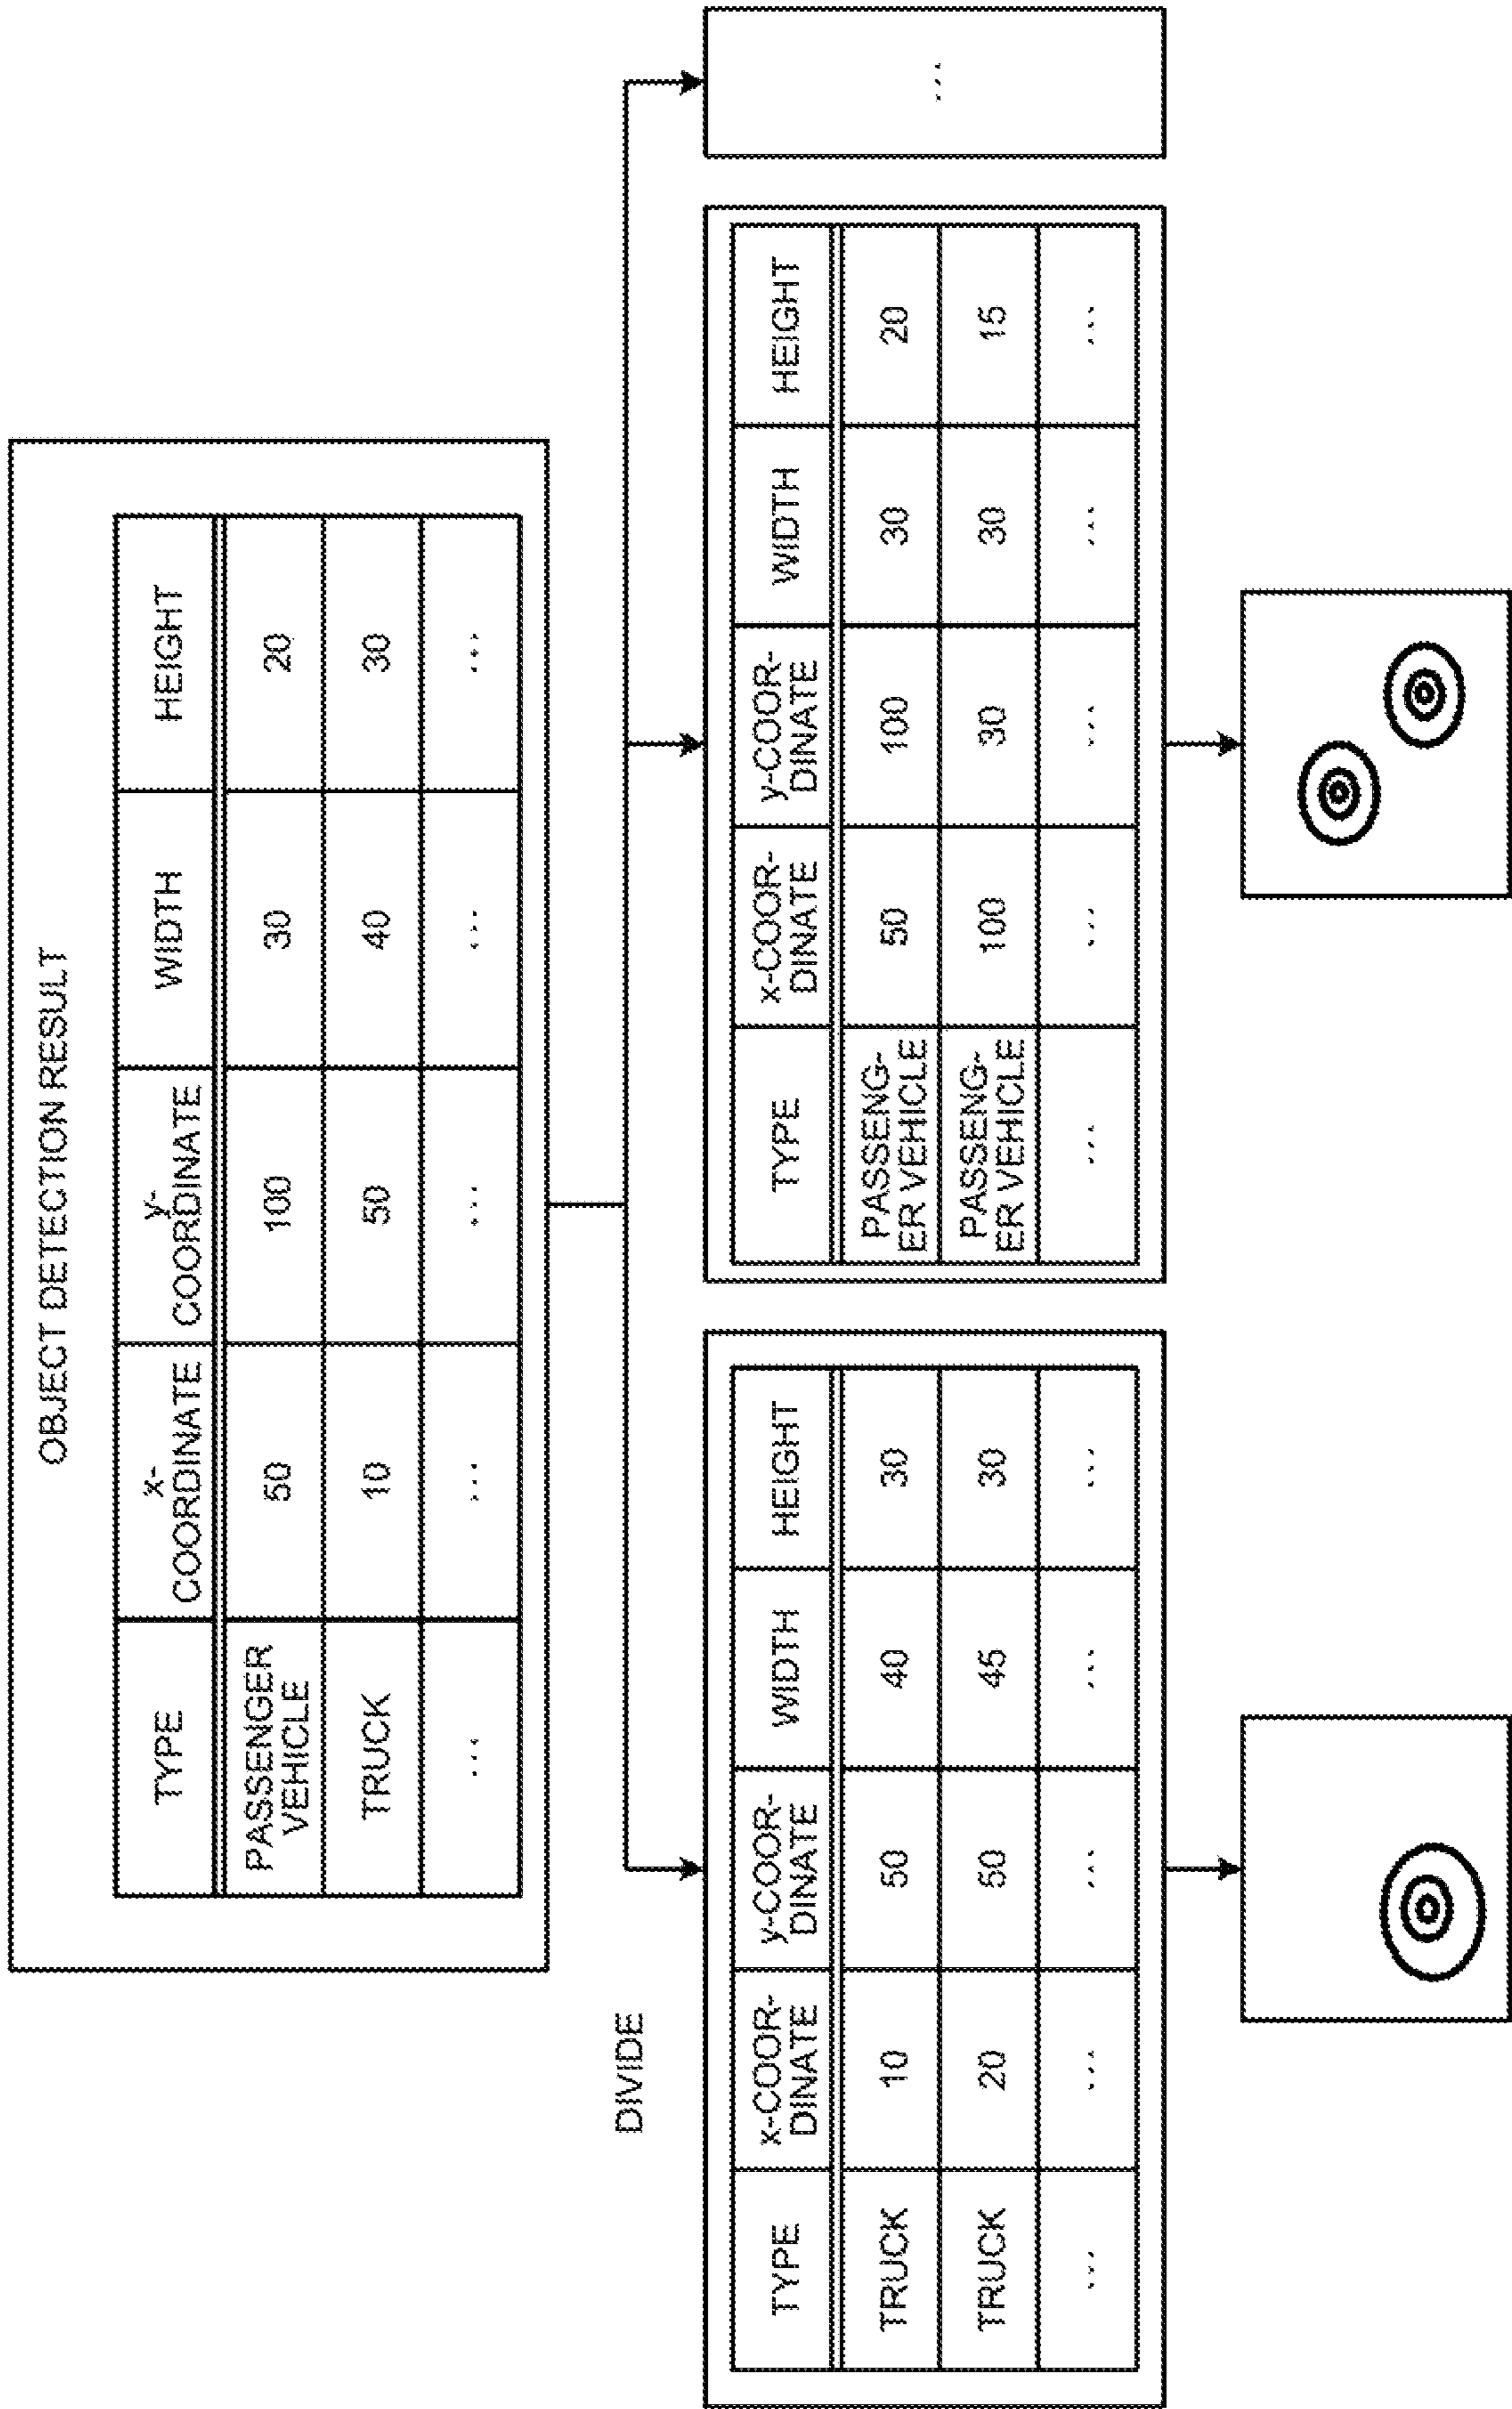 OBJECT DETECTION RESULT
TYPE x-COORDINATE y-COORDINATE WIDTH HEIGHT
PASSENGER VEHICLE 50 100 30 20
TRUCK 10 50 40 30
... ... ... ... ...
DIVIDE
TYPE x-COOR-DINATE y-COOR-DINATE WIDTH HEIGHT
TRUCK 10 50 40 30
TRUCK 20 50 45 30
... ... ... ... ...
TYPE x-COOR-DINATE y-COOR-DINATE WIDTH HEIGHT
PASSENG-ER VEHICLE 50 100 30 20
PASSENG-ER VEHICLE 100 30 30 15
... ... ... ... ...
...